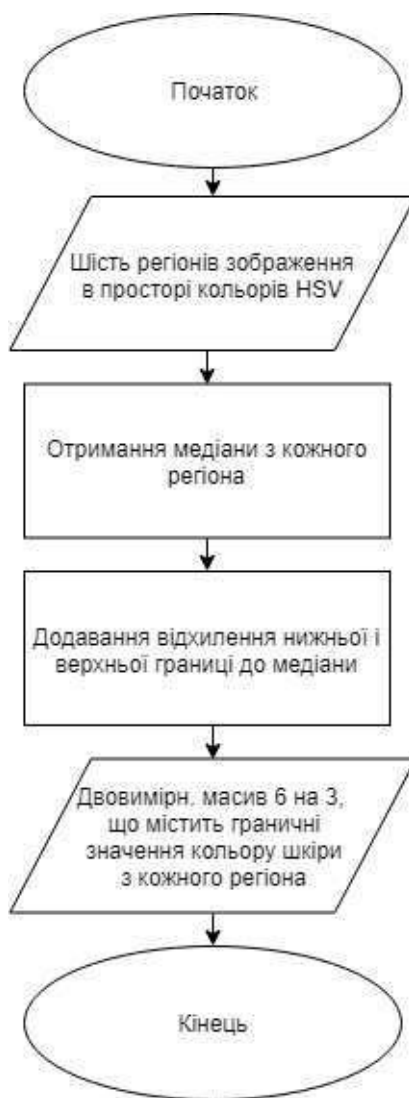 Початок
Шість регіонів зображення
в просторі кольорів HSV
Отримання медіани з кожного
регіона
Додавання відхилення нижньої і
верхньої границі до медіани
Двовимірн. масив 6 на 3,
що містить граничні
значення кольору шкіри
з кожного регіона
Кінець